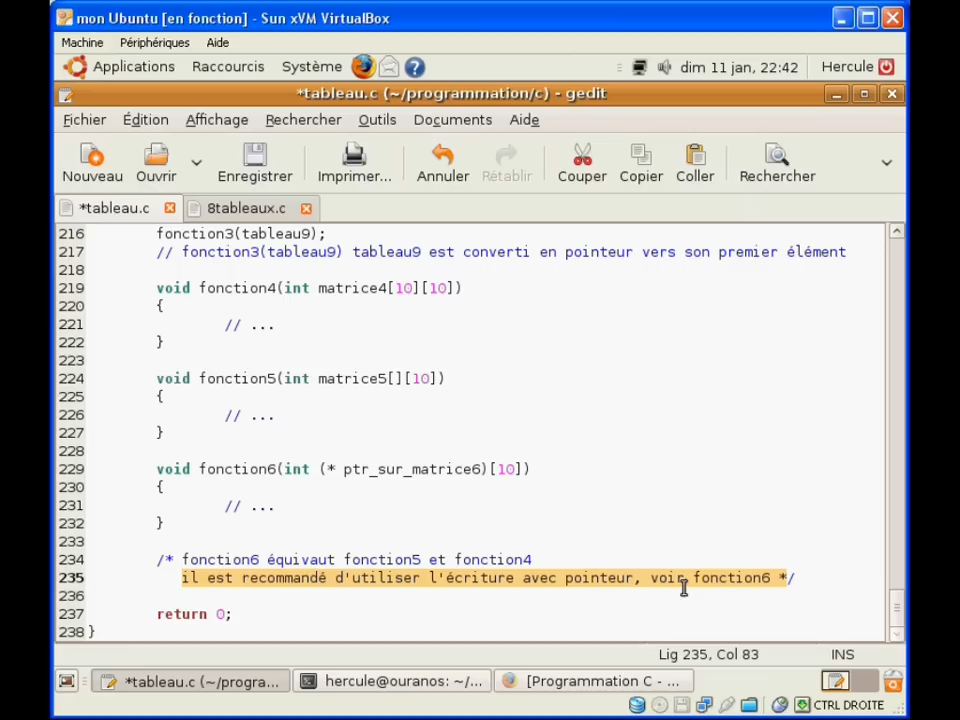 mon Ubuntu [en fonction] - Sun xVM VirtualBox
Machine Périphériques Aide
Applications Raccourcis Système ? dim 11 jan, 22:42 Hercule
*tableau.c (~/programmation/c) - gedit
Fichier Édition Affichage Rechercher Outils Documents Aide
Nouveau Ouvrir Enregistrer Imprimer... Annuler Rétablir Couper Copier Coller Rechercher
*tableau.c 8tableaux.c
216 fonction3(tableau9);
217 // fonction3(tableau9) tableau9 est converti en pointeur vers son premier élément
218
219 void fonction4(int matrice4[10][10])
220 {
221 // ...
222 }
223
224 void fonction5(int matrice5[][10])
225 {
226 // ...
227 }
228
229 void fonction6(int (* ptr_sur_matrice6)[10])
230 {
231 // ...
232 }
233
234 /* fonction6 équivaut fonction5 et fonction4
235 il est recommandé d'utiliser l'écriture avec pointeur, voir fonction6 */
236
237 return 0;
238 }
Lig 235, Col 83 INS
*tableau.c (~/progra... hercule@ouranos: ~/... [Programmation C - ...
CTRL DROITE